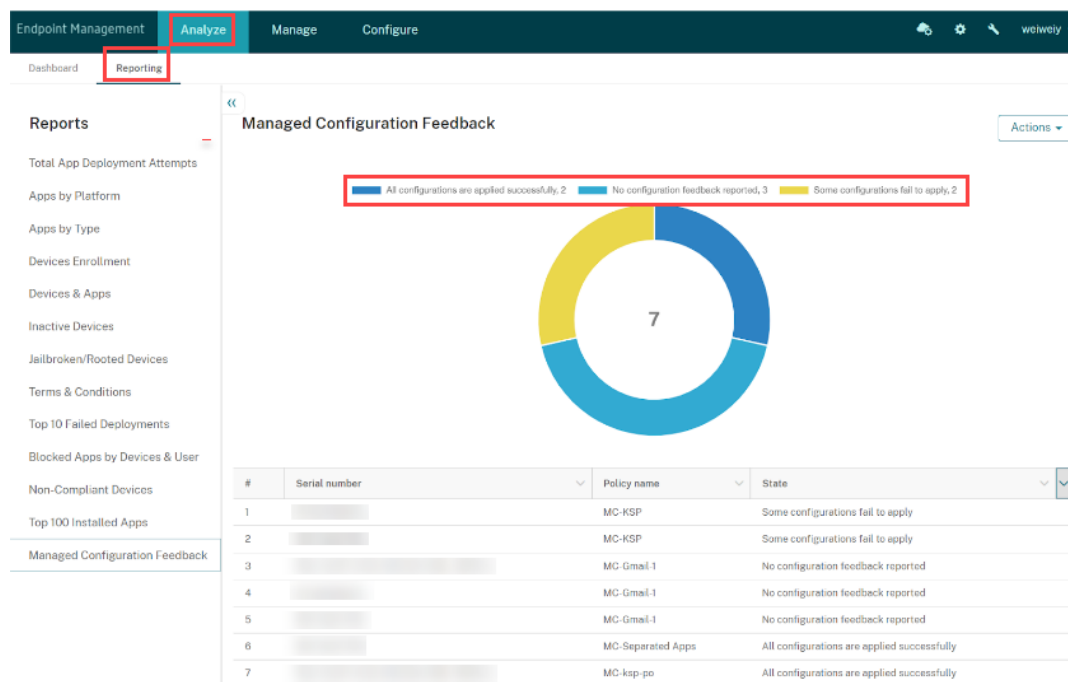 Endpoint Management Analyze Manage Configure weiweiy
Dashboard Reporting
Reports
Total App Deployment Attempts
Apps by Platform
Apps by Type
Devices Enrollment
Devices & Apps
Inactive Devices
Jailbroken/Rooted Devices
Terms & Conditions
Top 10 Failed Deployments
Blocked Apps by Devices & User
Non-Compliant Devices
Top 100 Installed Apps
Managed Configuration Feedback
Managed Configuration Feedback
Actions
All configurations are applied successfully, 2 No configuration feedback reported, 3 Some configurations fail to apply, 2
7
# Serial number Policy name State
1 MC-KSP Some configurations fail to apply
2 MC-KSP Some configurations fail to apply
3 MC-Gmail-1 No configuration feedback reported
4 MC-Gmail-1 No configuration feedback reported
5 MC-Gmail-1 No configuration feedback reported
6 MC-Separated Apps All configurations are applied successfully
7 MC-ksp-po All configurations are applied successfully